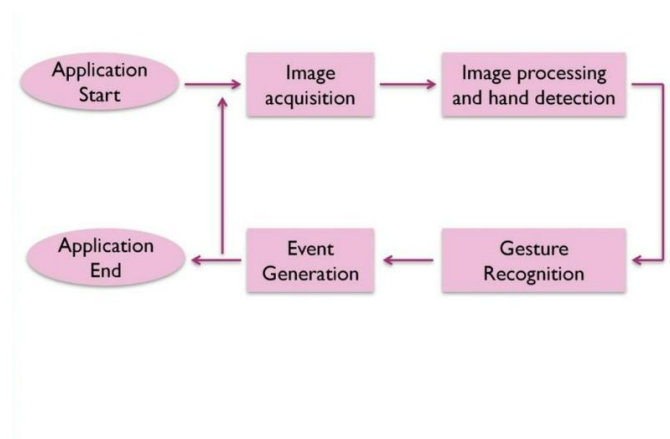 Application
Start
Image
acquisition
Image processing
and hand detection
Application
End
Event
Generation
Gesture
Recognition